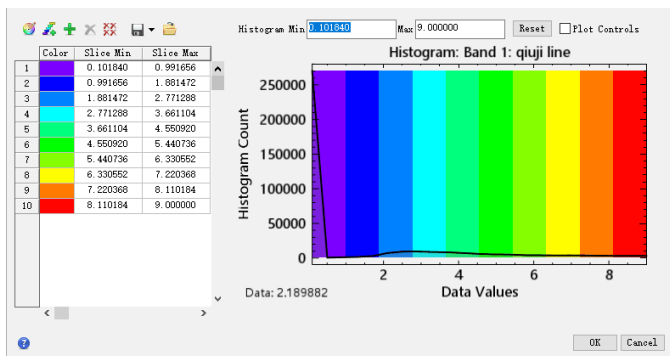 Histogram Min 0.101840 Max 9.000000 Reset Plot Controls
Color Slice Min Slice Max
1 0.101840 0.991656
2 0.991656 1.881472
3 1.881472 2.771288
4 2.771288 3.661104
5 3.661104 4.550920
6 4.550920 5.440736
7 5.440736 6.330552
8 6.330552 7.220368
9 7.220368 8.110184
10 8.110184 9.000000
Histogram: Band 1: qiuji line
Histogram Count
250000
200000
150000
100000
50000
0
2 4 6 8
Data: 2.189882
Data Values
OK Cancel